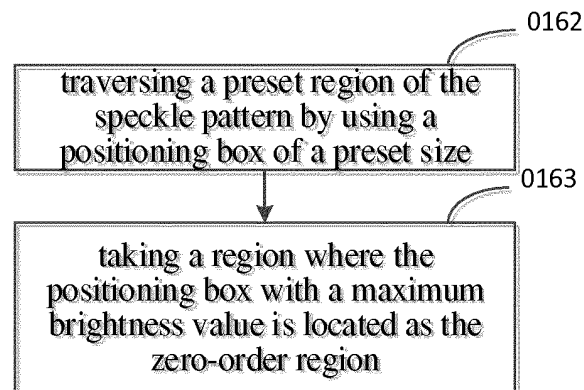 0162
traversing a preset region of the
speckle pattern by using a
positioning box of a preset size
0163
taking a region where the
positioning box with a maximum
brightness value is located as the
zero-order region